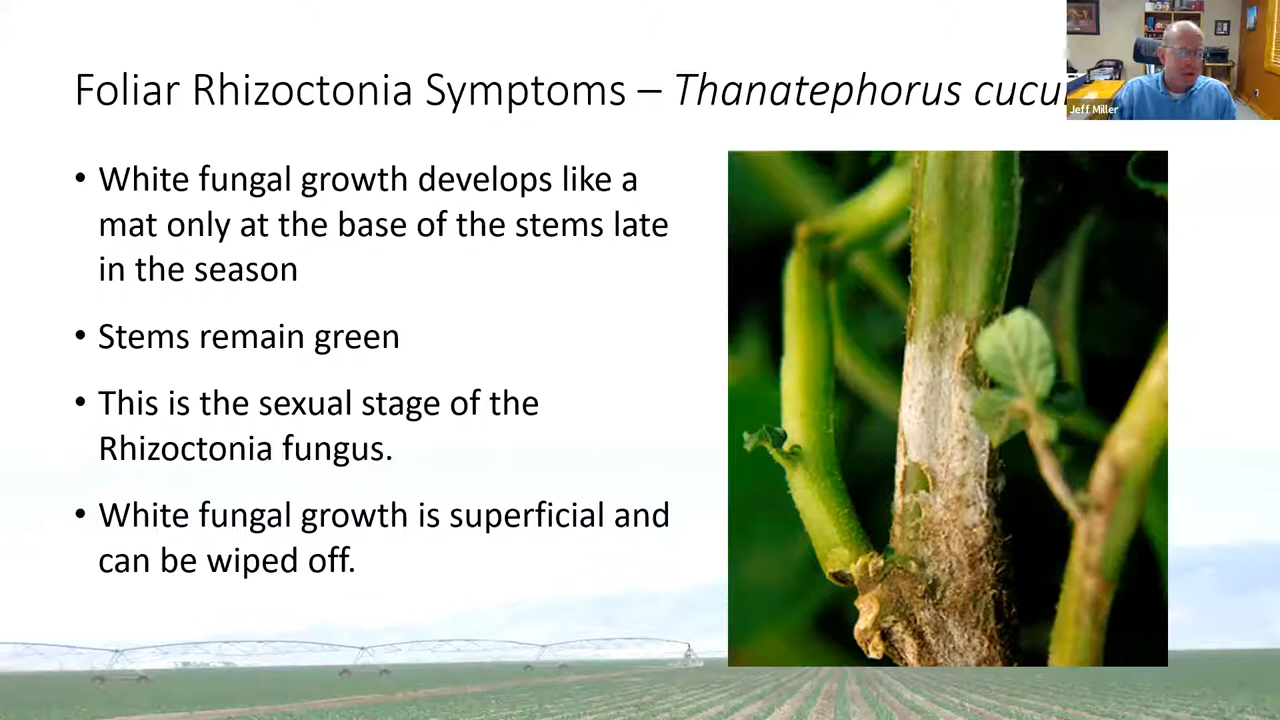 Foliar Rhizoctonia Symptoms – Thanatephorus
Jeff Miller
• White fungal growth develops like a
mat only at the base of the stems late
in the season
• Stems remain green
• This is the sexual stage of the
Rhizoctonia fungus.
• White fungal growth is superficial and
can be wiped off.